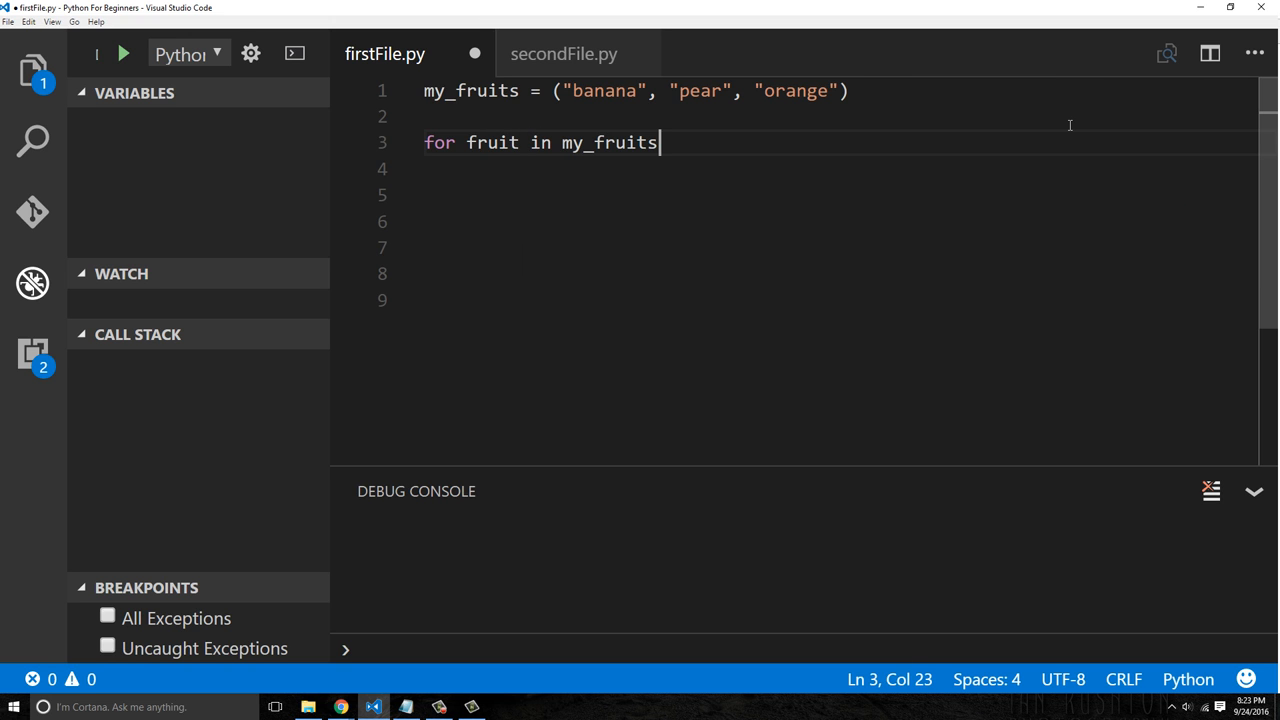 • firstFile.py - Python For Beginners - Visual Studio Code
File Edit View Go Help
Python
firstFile.py
secondFile.py
1
VARIABLES
1 my_fruits = ("banana", "pear", "orange")
2
3 for fruit in my_fruits
4
5
6
7
8
9
WATCH
CALL STACK
2
DEBUG CONSOLE
BREAKPOINTS
All Exceptions
Uncaught Exceptions
0 0
Ln 3, Col 23 Spaces: 4 UTF-8 CRLF Python
I'm Cortana. Ask me anything.
8:23 PM
9/24/2016